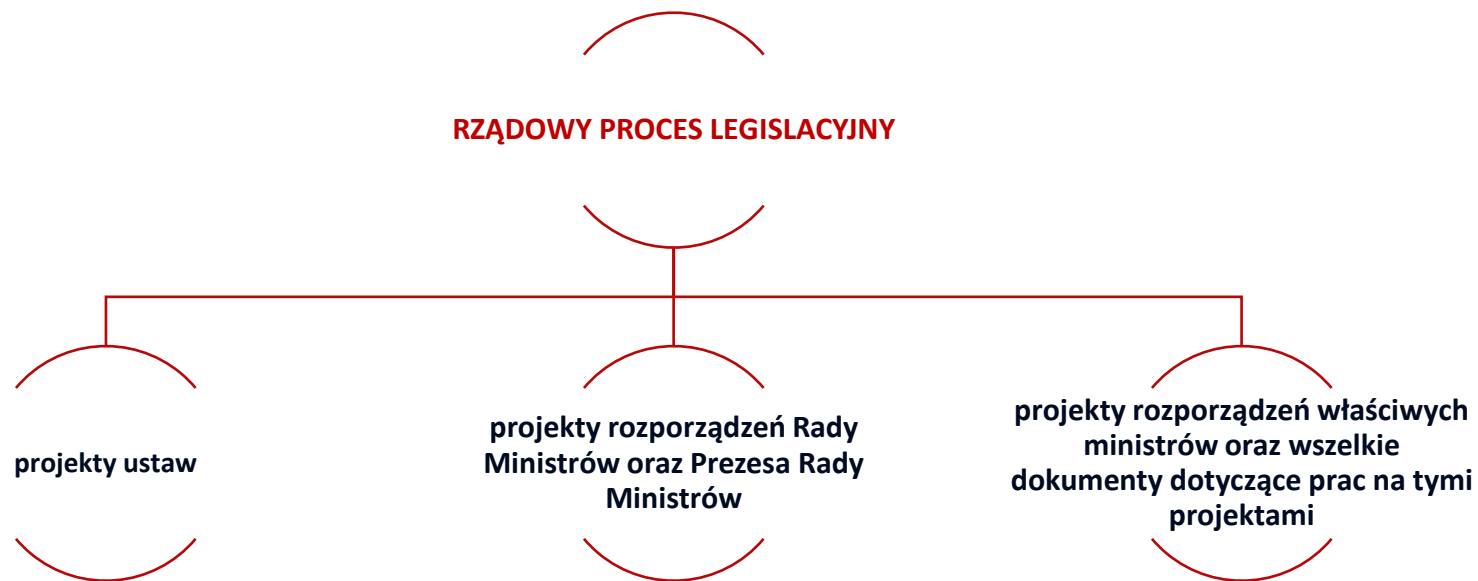 RZĄDOWY PROCES LEGISLACYJNY
projekty ustaw
projekty rozporządzeń Rady
Ministrów oraz Prezesa Rady
Ministrów
projekty rozporządzeń właściwych
ministrów oraz wszelkie
dokumenty dotyczące prac na tymi
projektami